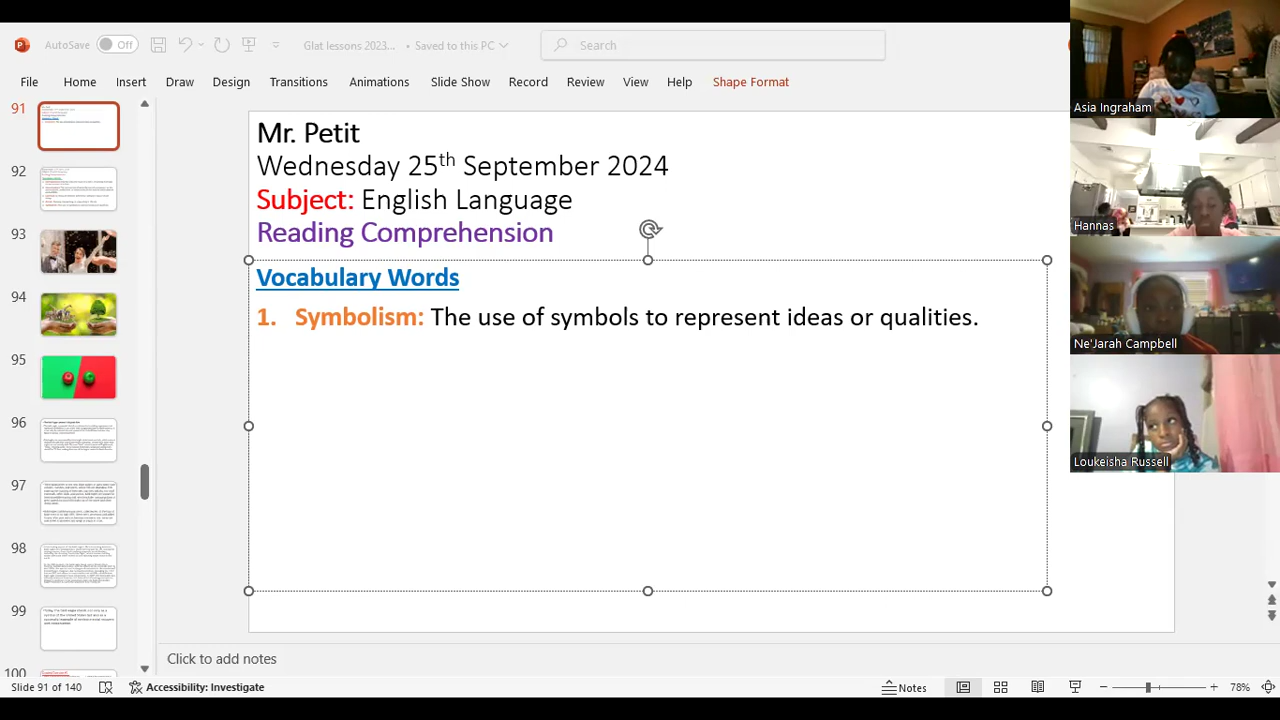 AutoSave Off Glat lessons 2023... • Saved to this PC Search
File Home Insert Draw Design Transitions Animations Slide Show Record Review View Help Shape Format
91
92
93
94
95
96
97
98
99
100
Mr. Petit
Wednesday 25th September 2024
Subject: English Language
Reading Comprehension
Vocabulary Words
1. Symbolism: The use of symbols to represent ideas or qualities.
Asia Ingraham
Hannas
Ne'Jarah Campbell
Loukeisha Russell
Click to add notes
Slide 91 of 140 Accessibility: Investigate Notes 78%